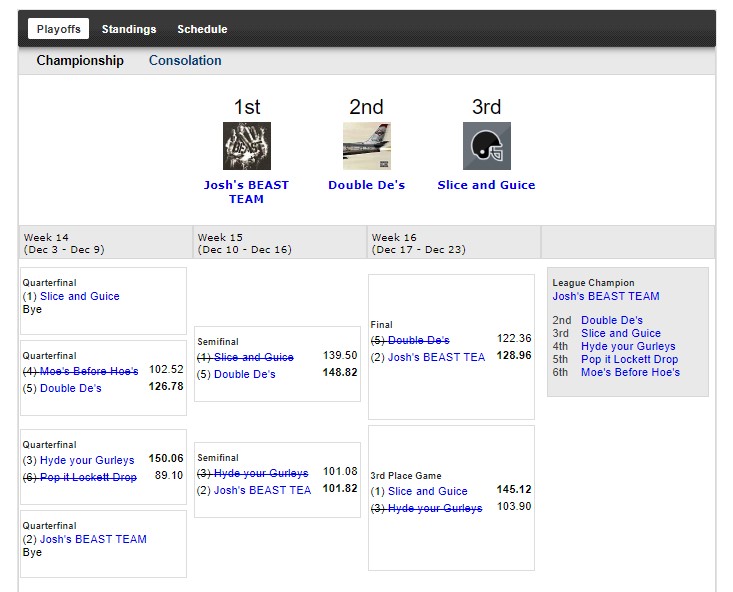 Playoffs Standings Schedule
Championship Consolation
1st 2nd 3rd
BEAST
Josh's BEAST
TEAM
Double De's
Slice and Guice
Week 14
(Dec 3 - Dec 9)
Week 15
(Dec 10 - Dec 16)
Week 16
(Dec 17 - Dec 23)
Quarterfinal
(1) Slice and Guice
Bye
Quarterfinal
(4) Moe's Before Hoe's 102.52
(5) Double De's 126.78
Quarterfinal
(3) Hyde your Gurleys 150.06
(6) Pop it Lockett Drop 89.10
Quarterfinal
(2) Josh's BEAST TEAM
Bye
Semifinal
(1) Slice and Guice 139.50
(5) Double De's 148.82
Semifinal
(3) Hyde your Gurleys 101.08
(2) Josh's BEAST TEA 101.82
Final
(5) Double De's 122.36
(2) Josh's BEAST TEA 128.96
3rd Place Game
(1) Slice and Guice 145.12
(3) Hyde your Gurleys 103.90
League Champion
Josh's BEAST TEAM
2nd Double De's
3rd Slice and Guice
4th Hyde your Gurleys
5th Pop it Lockett Drop
6th Moe's Before Hoe's